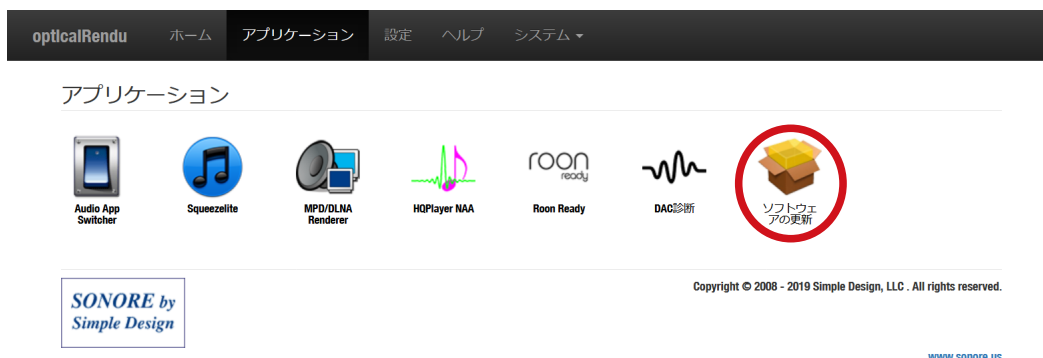 optIcalRendu ホーム アプリケーション 設定 ヘルプ システム
アプリケーション
roon
ready
Audio App
Switcher
Squeezelite
MPD/DLNA
Renderer
HQPlayer NAA
Roon Ready
DAC診断
ソフトウェ
アの更新
SONORE by
Simple Design
Copyright © 2008 - 2019 Simple Design, LLC . All rights reserved.
www.sonore.us